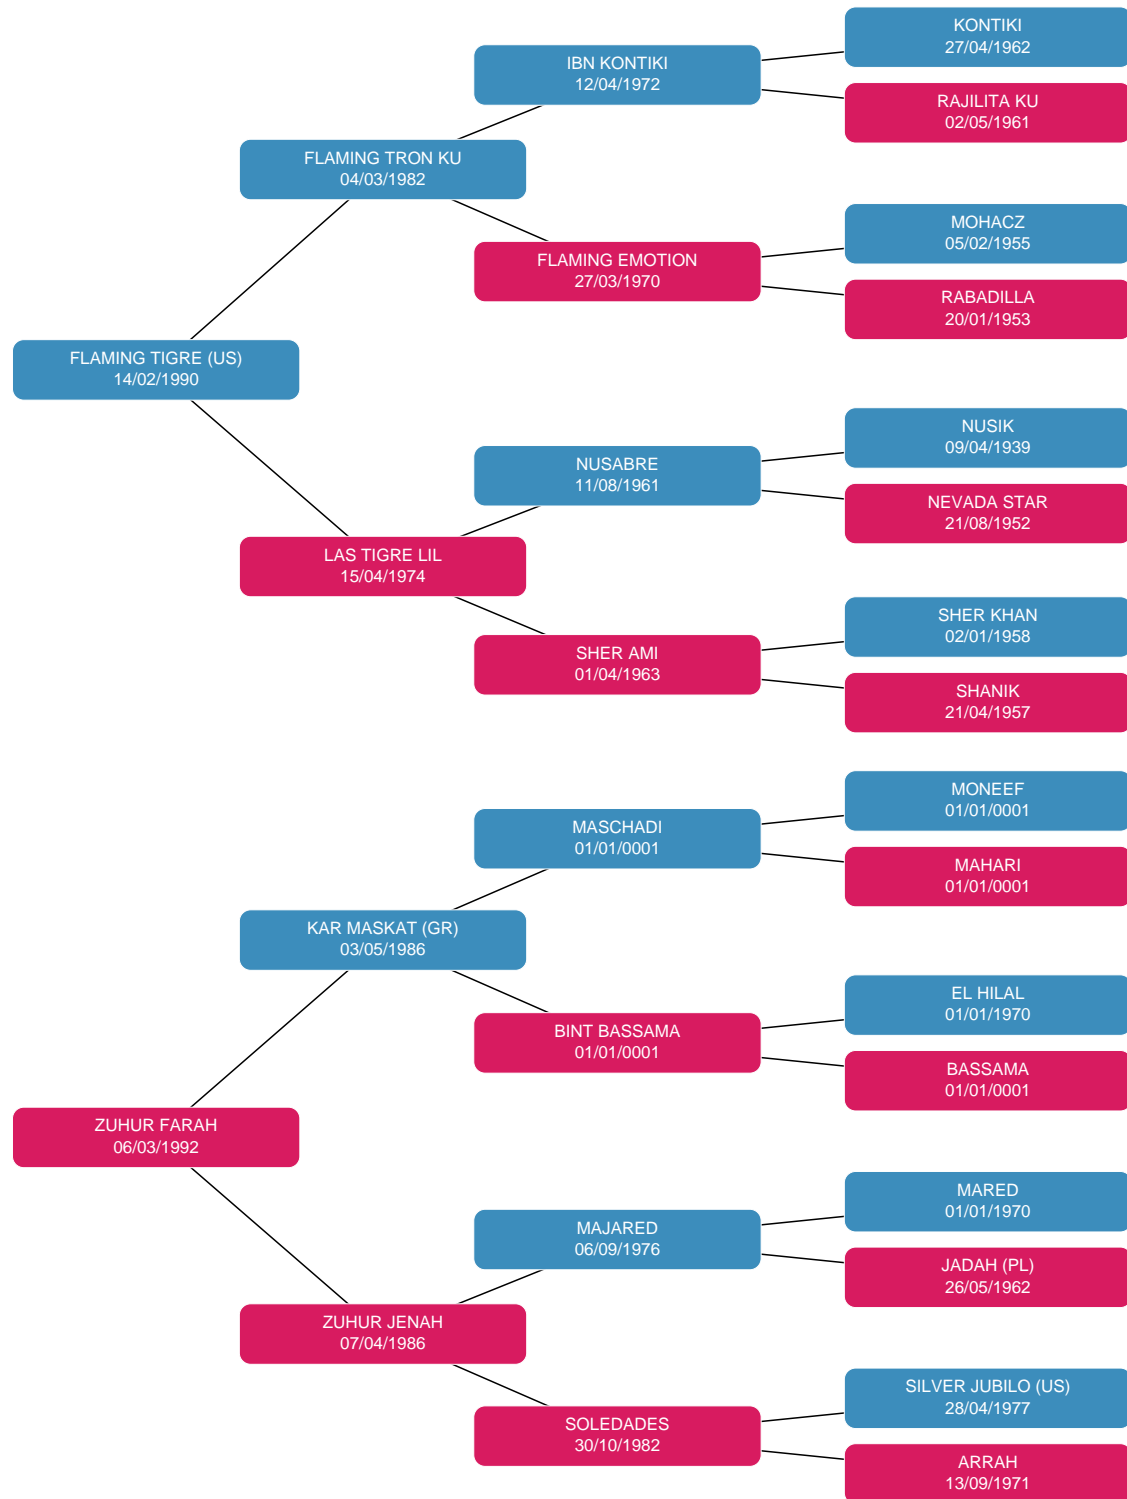 KONTIKI
27/04/1962
IBN KONTIKI
12/04/1972
RAJILITA KU
02/05/1961
FLAMING TRON KU
04/03/1982
MOHACZ
05/02/1955
FLAMING EMOTION
27/03/1970
RABADILLA
20/01/1953
FLAMING TIGRE (US)
14/02/1990
NUSIK
09/04/1939
NUSABRE
11/08/1961
NEVADA STAR
21/08/1952
LAS TIGRE LIL
15/04/1974
SHER KHAN
02/01/1958
SHER AMI
01/04/1963
SHANIK
21/04/1957
MONEEF
01/01/0001
MASCHADI
01/01/0001
MAHARI
01/01/0001
KAR MASKAT (GR)
03/05/1986
EL HILAL
01/01/1970
BINT BASSAMA
01/01/0001
BASSAMA
01/01/0001
ZUHUR FARAH
06/03/1992
MARED
01/01/1970
MAJARED
06/09/1976
JADAH (PL)
26/05/1962
ZUHUR JENAH
07/04/1986
SILVER JUBILO (US)
28/04/1977
SOLEDADES
30/10/1982
ARRAH
13/09/1971